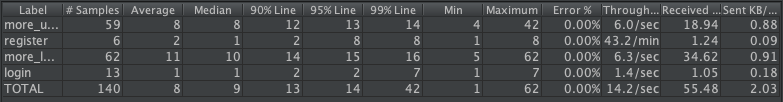 Label # Samples Average Median 90% Line 95% Line 99% Line Min Maximum Error % Through... Received ... Sent KB/...
more_u... 59 8 8 12 13 14 4 42 0.00% 6.0/sec 18.94 0.88
register 6 2 1 2 8 8 1 8 0.00% 43.2/min 1.24 0.09
more_l... 62 11 10 14 15 16 5 62 0.00% 6.3/sec 34.62 0.91
login 13 1 1 2 2 7 1 7 0.00% 1.4/sec 1.05 0.18
TOTAL 140 8 9 13 14 42 1 62 0.00% 14.2/sec 55.48 2.03